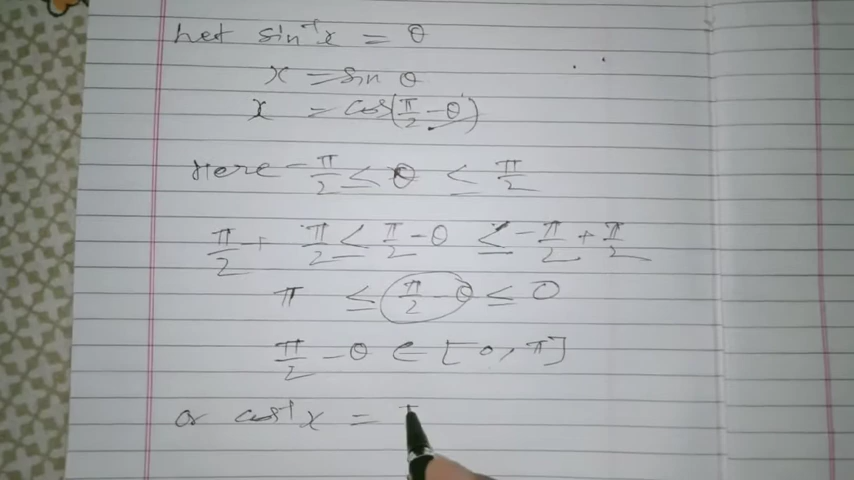 Let sin⁻¹x = θ
x = sin θ
x = cos(π/2 - θ)
Here -π/2 ≤ θ ≤ π/2
π/2 + π/2 ≤ π/2 - θ ≤ -π/2 + π/2
π ≤ π/2 - θ ≤ 0
π/2 - θ ∈ [0, π]
or cos⁻¹x =